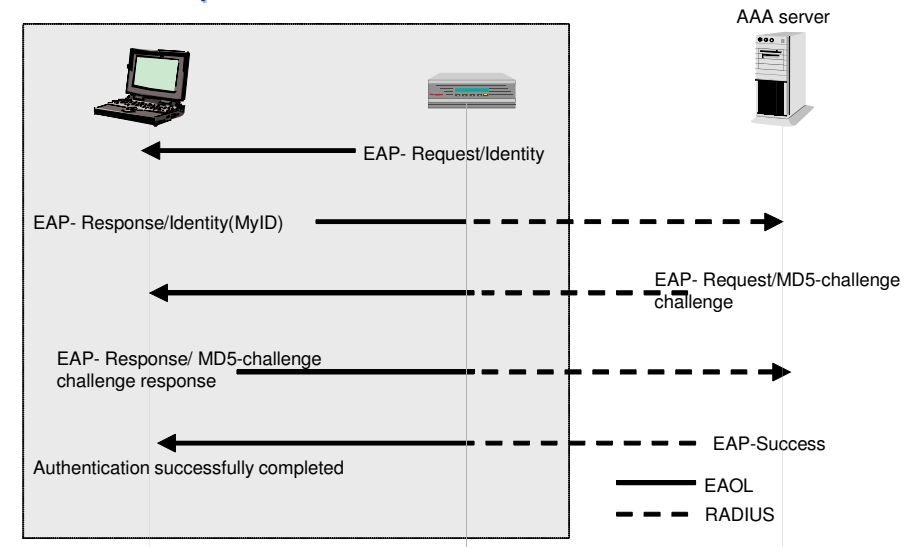 AAA server
EAP- Request/Identity
EAP- Response/Identity(MyID)
EAP- Request/MD5-challenge
challenge
EAP- Response/ MD5-challenge
challenge response
EAP-Success
Authentication successfully completed
EAOL
RADIUS